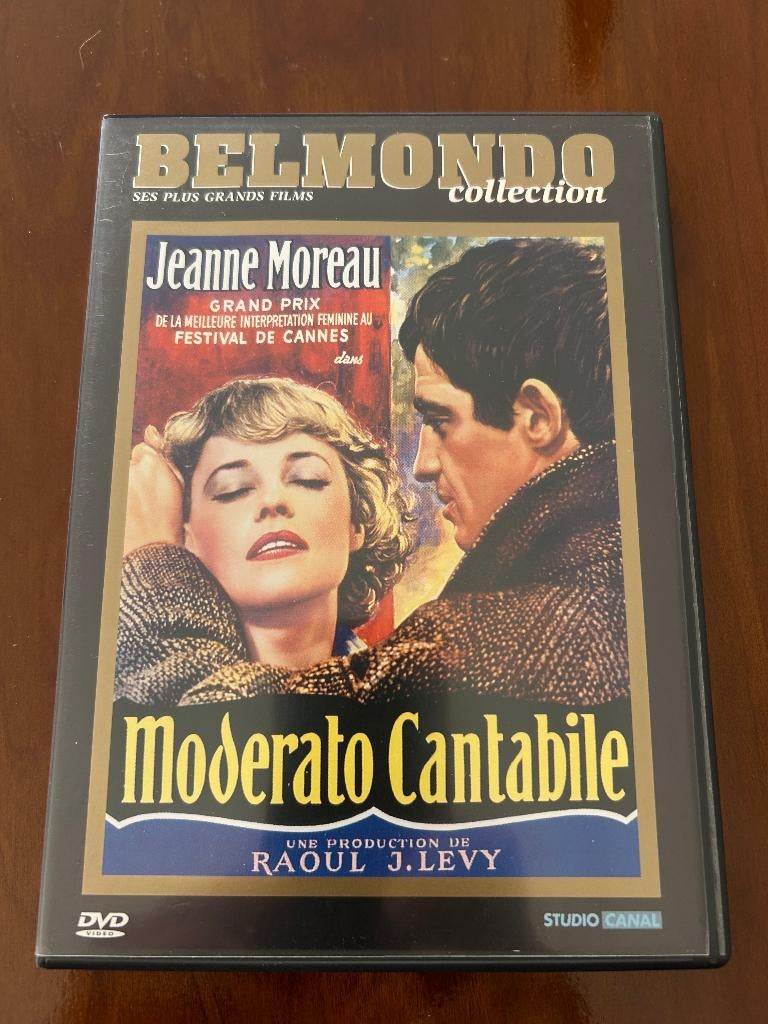 BELMONDO
collection
SES PLUS GRANDS FILMS
Jeanne Moreau
GRAND PRIX
DE LA MEILLEURE INTERPRETATION FEMININE AU
FESTIVAL DE CANNES
dans
Moderato Cantabile
UNE PRODUCTION DE
RAOUL J.LEVY
DVD
VIDEO
STUDIO CANAL